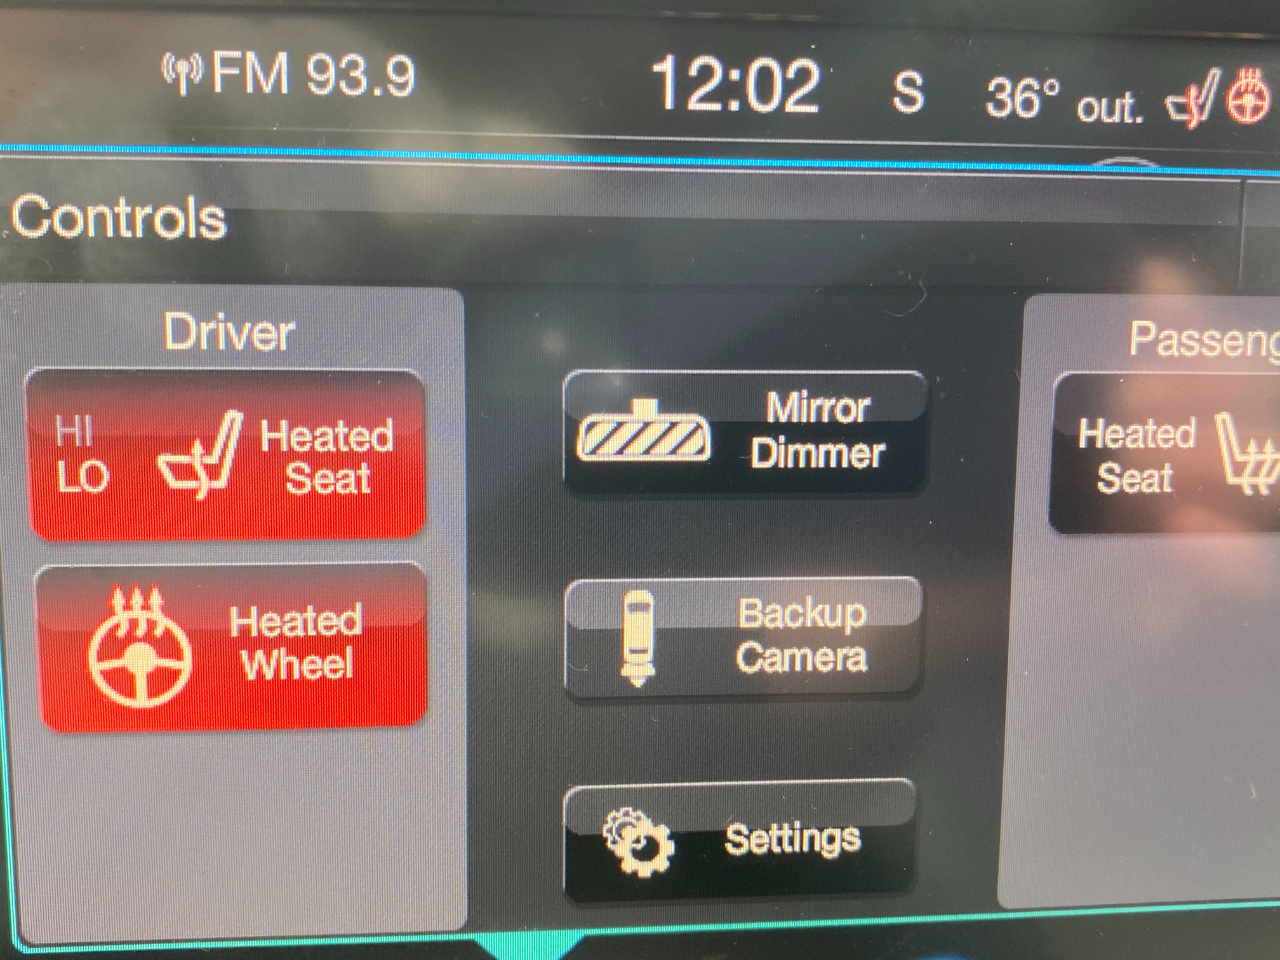 FM 93.9 12:02 S 36° out.
Controls
Driver
HI
LO
Heated
Seat
Heated
Wheel
Mirror
Dimmer
Backup
Camera
Settings
Passeng
Heated
Seat